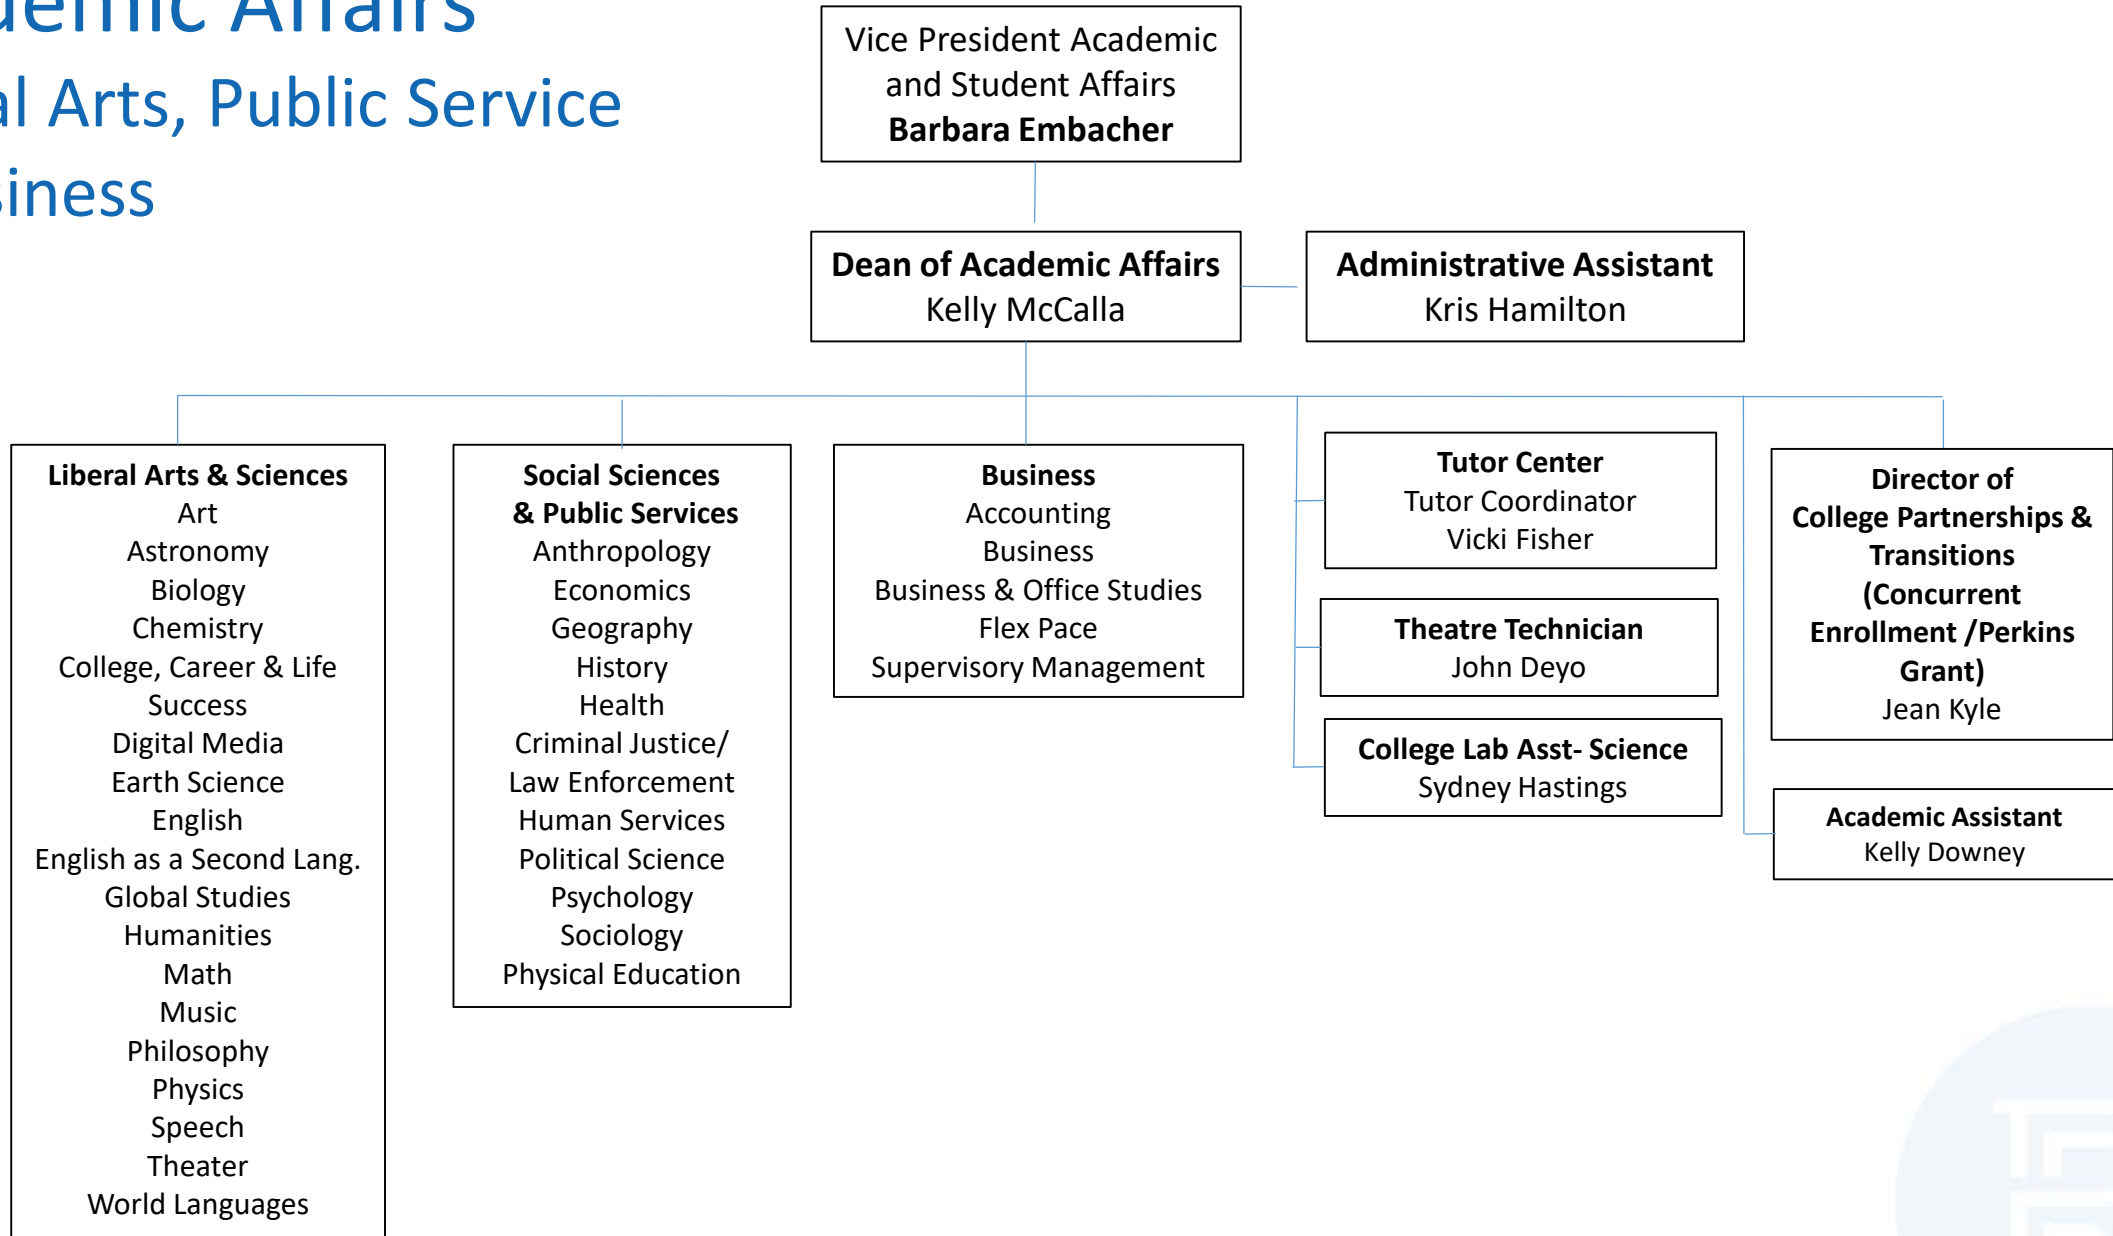 Affairs
Arts, Public Service
Vice President Academic
and Student Affairs
Barbara Embacher
Dean of Academic Affairs
Kelly McCalla
Administrative Assistant
Kris Hamilton
Liberal Arts & Sciences
Art
Astronomy
Biology
Chemistry
College, Career & Life
Success
Digital Media
Earth Science
English
English as a Second Lang.
Global Studies
Humanities
Math
Music
Philosophy
Physics
Speech
Theater
World Languages
Social Sciences
& Public Services
Anthropology
Economics
Geography
History
Health
Criminal Justice/
Law Enforcement
Human Services
Political Science
Psychology
Sociology
Physical Education
Business
Accounting
Business
Business & Office Studies
Flex Pace
Supervisory Management
Tutor Center
Tutor Coordinator
Vicki Fisher
Theatre Technician
John Deyo
College Lab Asst- Science
Sydney Hastings
Director of
College Partnerships &
Transitions
(Concurrent
Enrollment /Perkins
Grant)
Jean Kyle
Academic Assistant
Kelly Downey